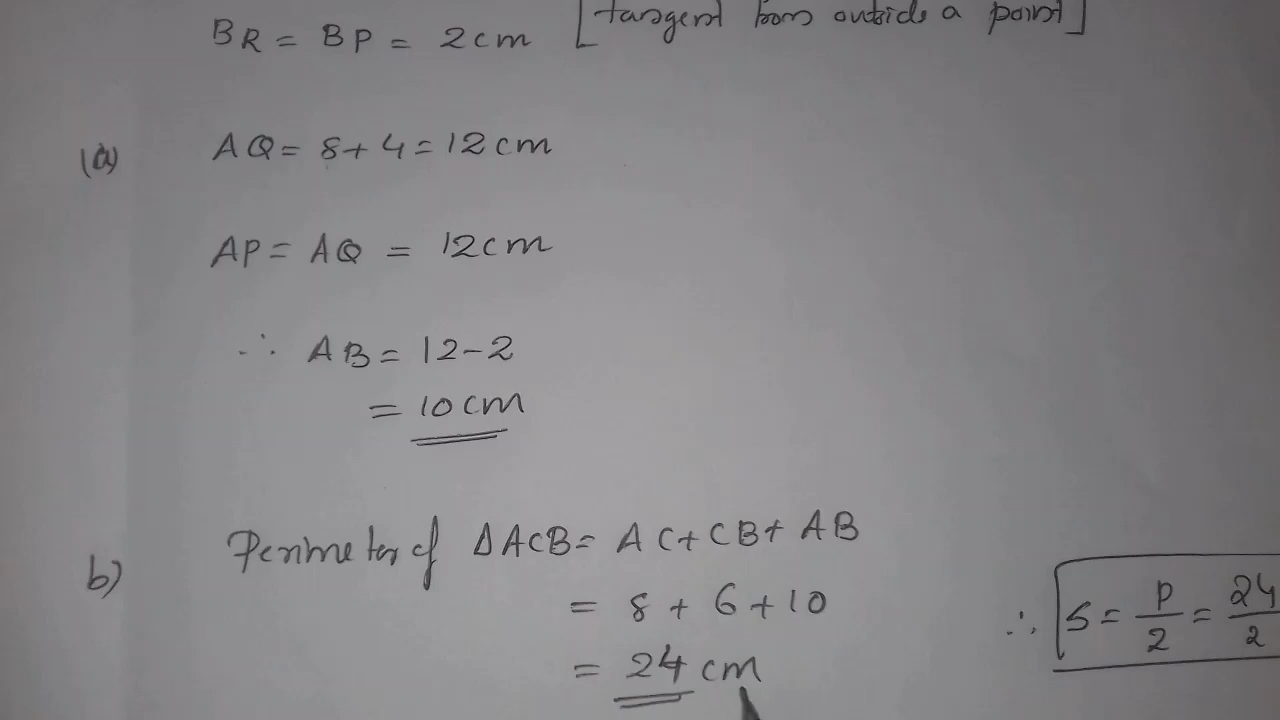 BR = BP = 2cm [tangent from outside a point]
(a) AQ = 8+4 = 12cm
AP = AQ = 12cm
∴ AB = 12-2
= 10cm
b) Perimeter of ΔACB = AC + CB + AB
= 8 + 6 + 10
= 24 cm
∴ S = P/2 = 24/2